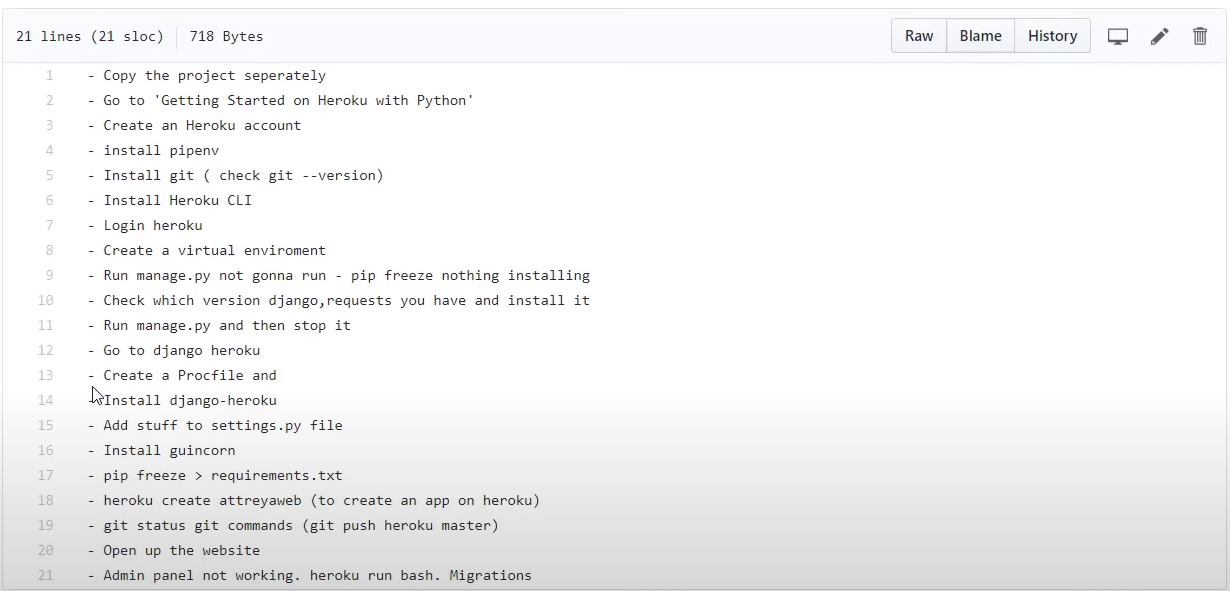 21 lines (21 sloc) 718 Bytes Raw Blame History
1 - Copy the project seperately
2 - Go to 'Getting Started on Heroku with Python'
3 - Create an Heroku account
4 - install pipenv
5 - Install git ( check git --version)
6 - Install Heroku CLI
7 - Login heroku
8 - Create a virtual enviroment
9 - Run manage.py not gonna run - pip freeze nothing installing
10 - Check which version django,requests you have and install it
11 - Run manage.py and then stop it
12 - Go to django heroku
13 - Create a Procfile and
14 - Install django-heroku
15 - Add stuff to settings.py file
16 - Install guincorn
17 - pip freeze > requirements.txt
18 - heroku create attreyaweb (to create an app on heroku)
19 - git status git commands (git push heroku master)
20 - Open up the website
21 - Admin panel not working. heroku run bash. Migrations